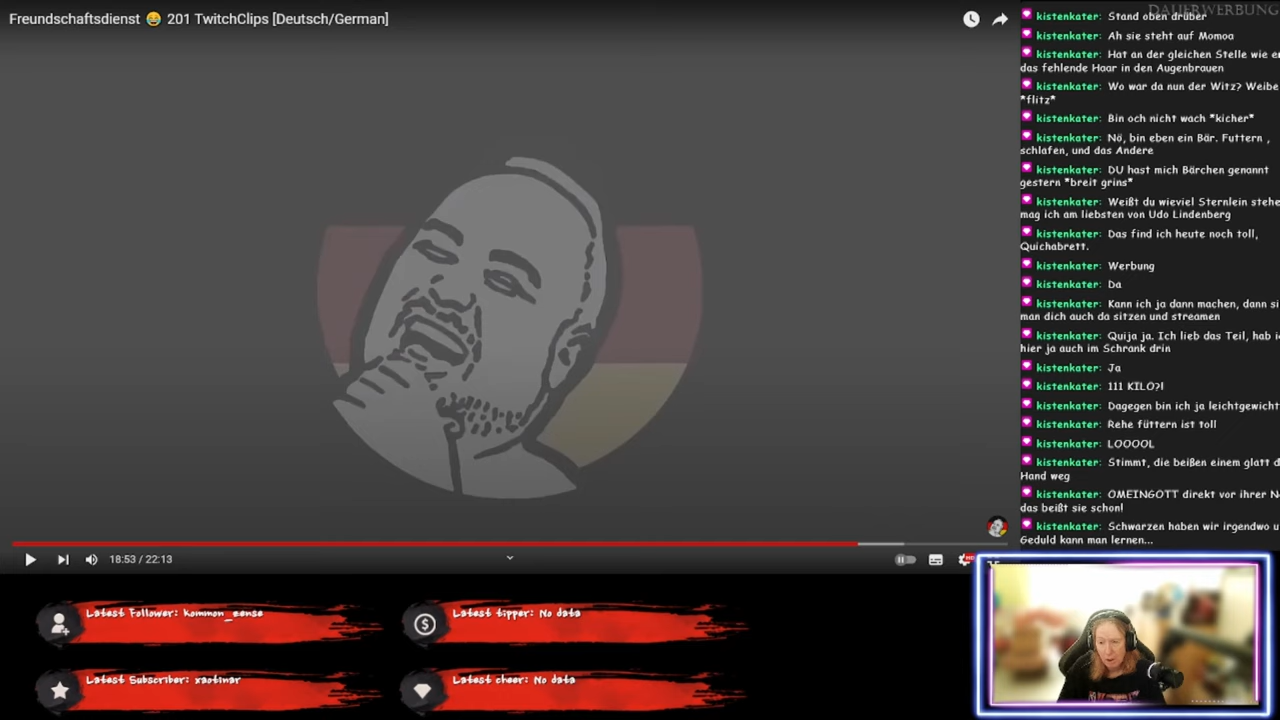 Freundschaftsdienst 😂 201 TwitchClips [Deutsch/German]
DAUERWERBUNG
kistenkater: Stand oben drüber
kistenkater: Ah sie steht auf Momoa
kistenkater: Hat an der gleichen Stelle wie
das fehlende Haar in den Augenbrauen
kistenkater: Wo war da nun der Witz? Weibe
*flitz*
kistenkater: Bin och nicht wach *kicher*
kistenkater: Nö, bin eben ein Bär. Futtern ,
schlafen, und das Andere
kistenkater: DU hast mich Bärchen genannt
gestern *breit grins*
kistenkater: Weißt du wieviel Sternlein stehe
mag ich am liebsten von Udo Lindenberg
kistenkater: Das find ich heute noch toll,
Quichabrett.
kistenkater: Werbung
kistenkater: Da
kistenkater: Kann ich ja dann machen, dann si
man dich auch da sitzen und streamen
kistenkater: Quija ja. Ich lieb das Teil, hab i
hier ja auch im Schrank drin
kistenkater: Ja
kistenkater: 111 KILO?!
kistenkater: Dagegen bin ich ja leichtgewicht
kistenkater: Rehe füttern ist toll
kistenkater: LOOOOL
kistenkater: Stimmt, die beißen einem glatt d
Hand weg
kistenkater: OMEINGOTT direkt vor ihrer N
das beißt sie schon!
kistenkater: Schwarzen haben wir irgendwo u
Geduld kann man lernen...
18:53 / 22:13
Latest Follower: Kommon_zense
Latest tipper: No data
Latest Subscriber: xaotinar
Latest cheer: No data